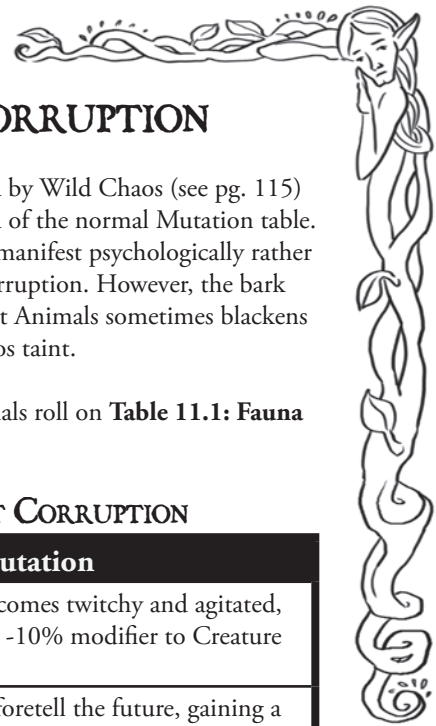 ORRUPTION
by Wild Chaos (see pg. 115)
of the normal Mutation table.
manifest psychologically rather
rruption. However, the bark
t Animals sometimes blackens
os taint.
als roll on Table 11.1: Fauna
CORRUPTION
utation
comes twitchy and agitated,
-10% modifier to Creature
foretell the future, gaining a